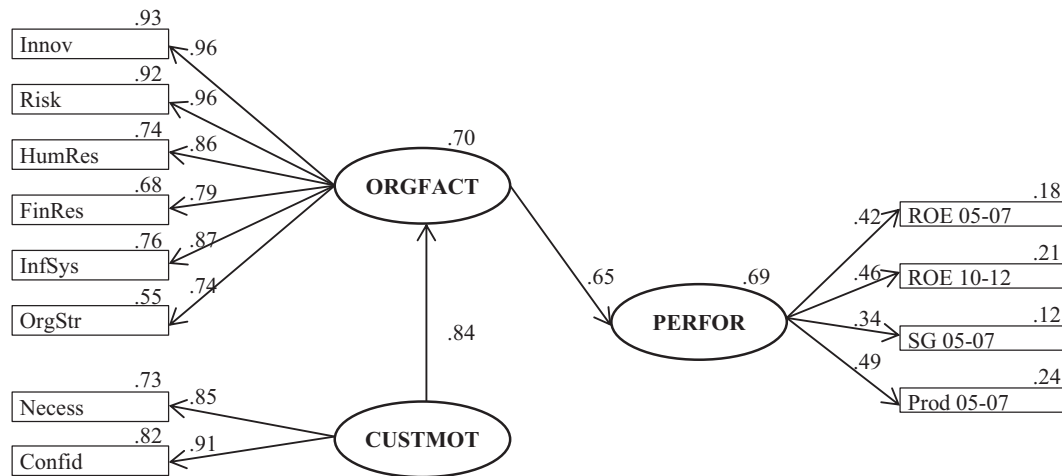 .93
Innov
.96
.92
Risk
.96
.74
HumRes
.86
.70
ORGFACT
.68
FinRes
.79
.76
InfSys
.87
.55
OrgStr
.74
.65
.84
.73
Necess
.85
.82
Confid
.91
CUSTMOT
.69
PERFOR
.18
.42
ROE 05-07
.21
.46
ROE 10-12
.12
.34
SG 05-07
.24
.49
Prod 05-07